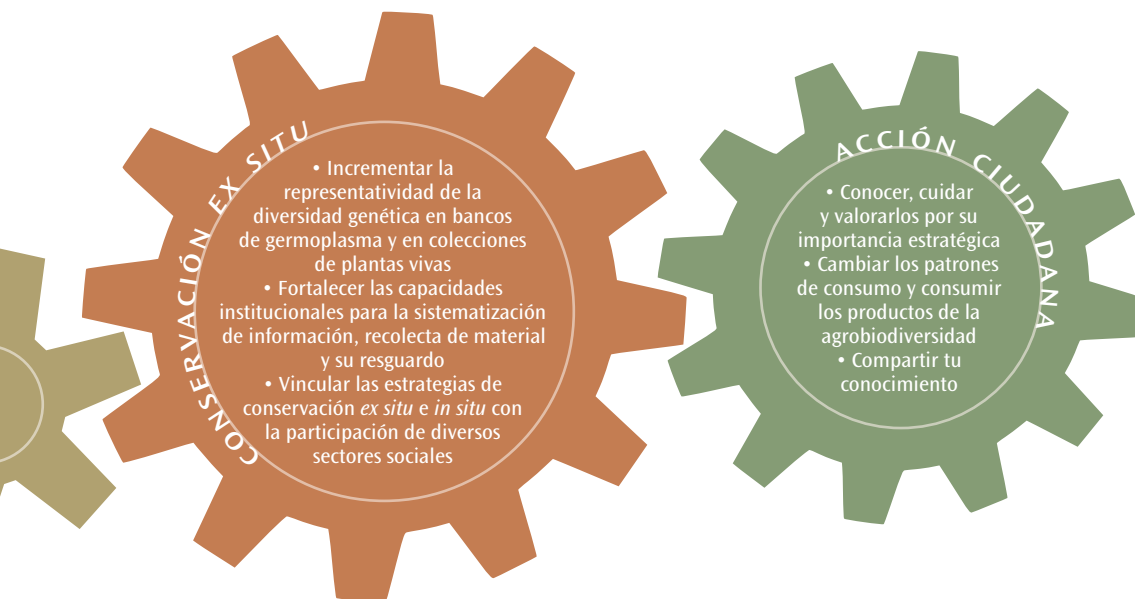 CONSERVACIÓN EX SITU
• Incrementar la
representatividad de la
diversidad genética en bancos
de germoplasma y en colecciones
de plantas vivas
• Fortalecer las capacidades
institucionales para la sistematización
de información, recolecta de material
y su resguardo
• Vincular las estrategias de
conservación ex situ e in situ con
la participación de diversos
sectores sociales
ACCIÓN CIUDADANA
• Conocer, cuidar
y valorarlos por su
importancia estratégica
• Cambiar los patrones
de consumo y consumir
los productos de la
agrobiodiversidad
• Compartir tu
conocimiento